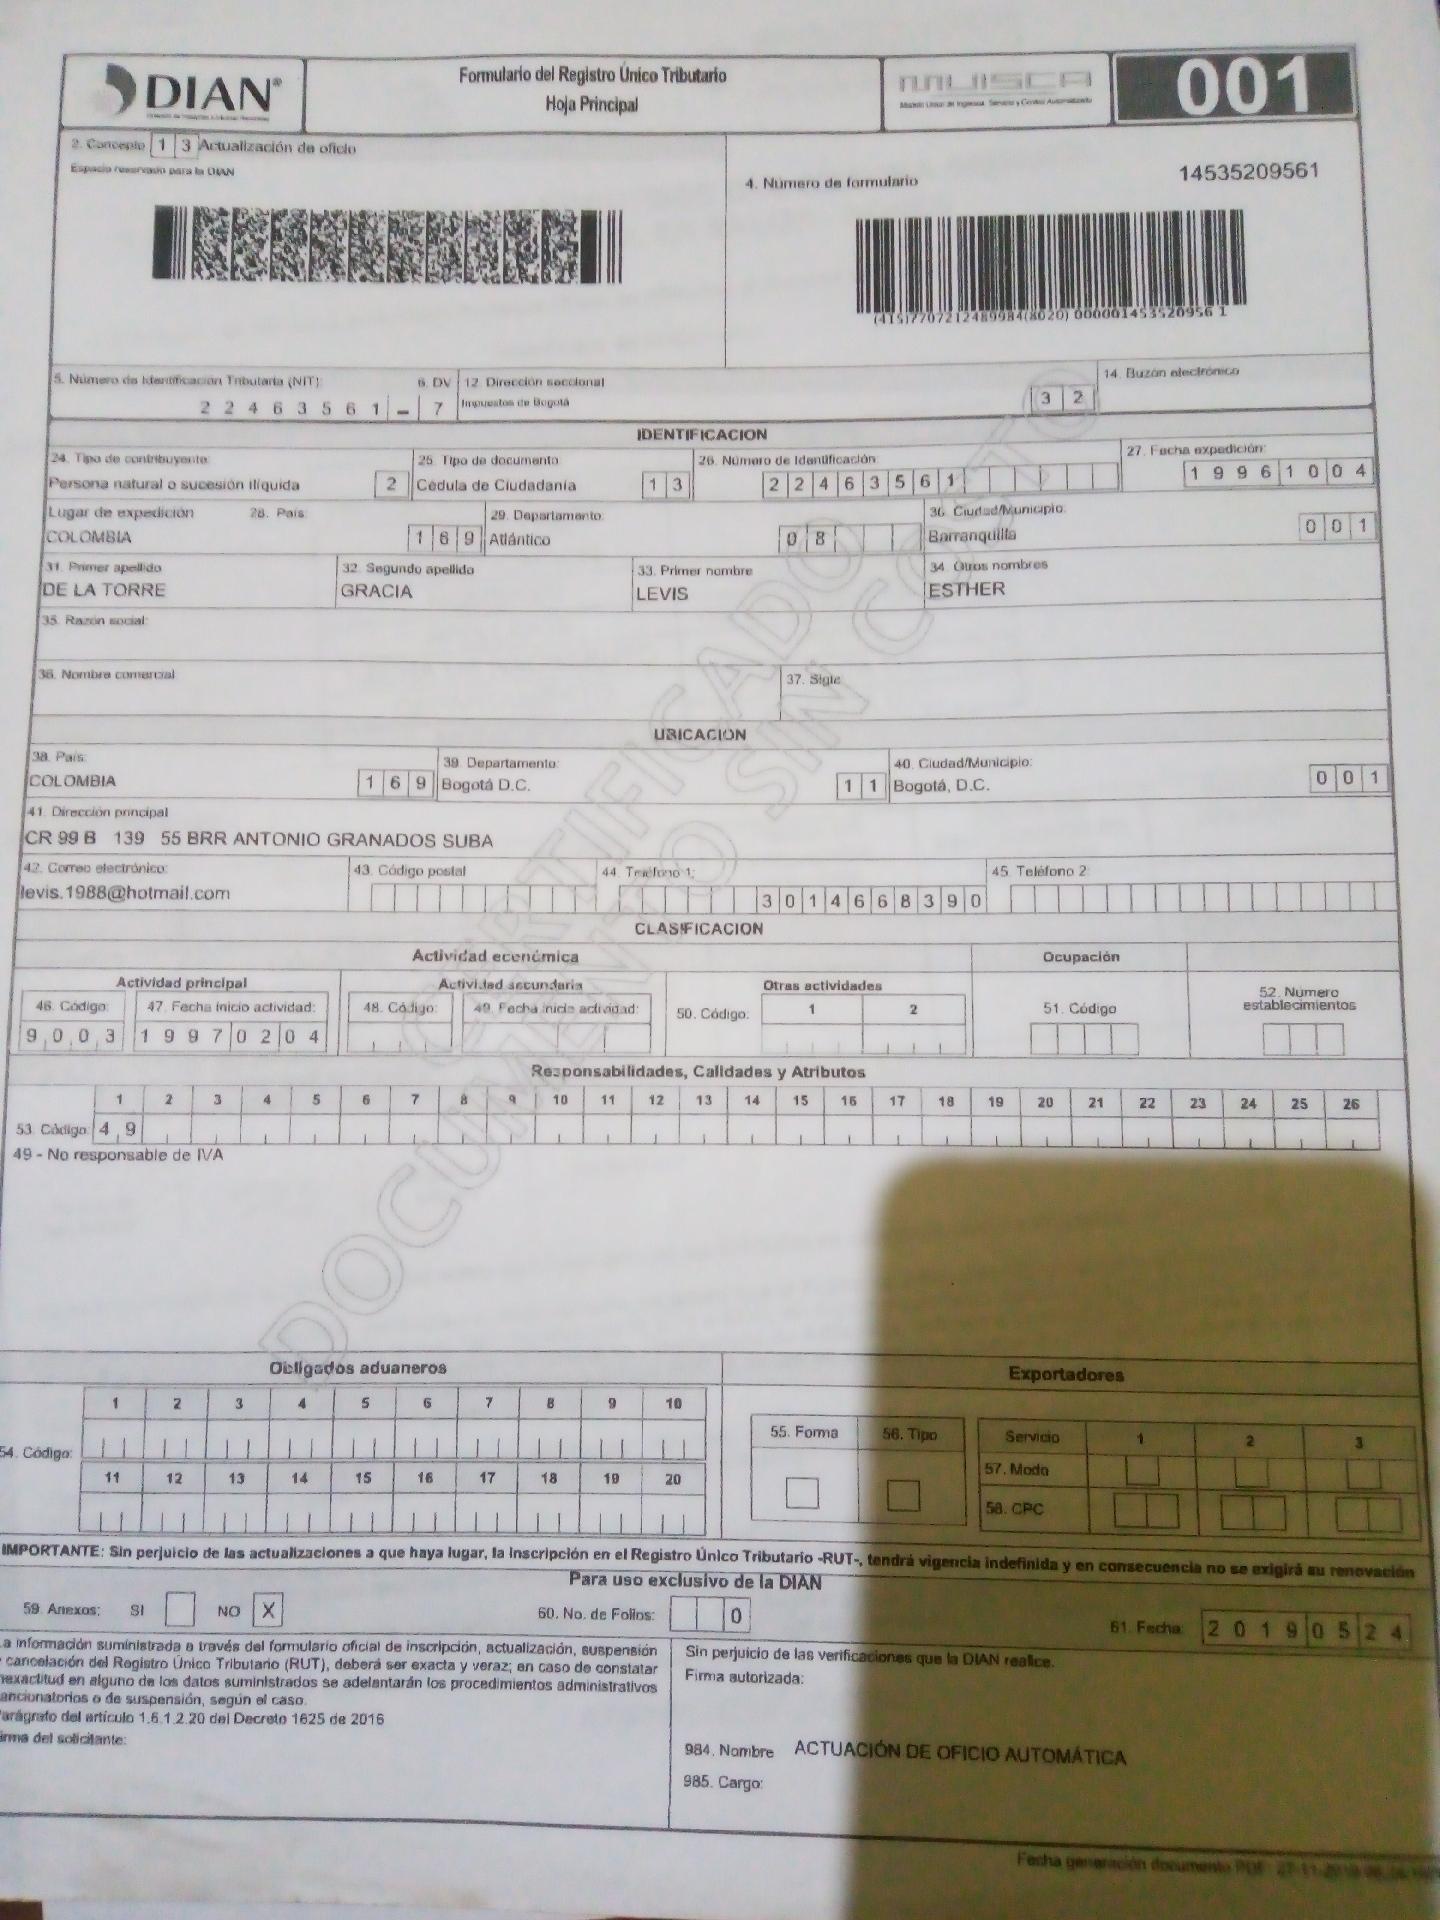 DIAN®
Formulario del Registro Único Tributario
Hoja Principal
MUISCA
Modelo Único de Ingresos, Servicio y Control Automatizado
001
2. Concepto 1 3 Actualización de oficio
Espacio reservado para la DIAN
4. Número de formulario
14535209561
(415)7707212489984(8020) 000001453520956 1
5. Número de Identificación Tributaria (NIT): 6. DV 12. Dirección seccional 14. Buzón electrónico
2 2 4 6 3 5 6 1 - 7 Impuestos de Bogotá 3 2
IDENTIFICACION
24. Tipo de contribuyente: 25. Tipo de documento: 26. Número de Identificación: 27. Fecha expedición:
Persona natural o sucesión ilíquida 2 Cédula de Ciudadanía 1 3 2 2 4 6 3 5 6 1 1 9 9 6 1 0 0 4
Lugar de expedición 28. País: 29. Departamento: 30. Ciudad/Municipio:
COLOMBIA 1 6 9 Atlántico 0 8 Barranquilla 0 0 1
31. Primer apellido 32. Segundo apellido 33. Primer nombre 34. Otros nombres
DE LA TORRE GRACIA LEVIS ESTHER
35. Razón social:
36. Nombre comercial: 37. Sigla:
UBICACION
38. País: 39. Departamento: 40. Ciudad/Municipio:
COLOMBIA 1 6 9 Bogotá D.C. 1 1 Bogotá, D.C. 0 0 1
41. Dirección principal
CR 99 B 139 55 BRR ANTONIO GRANADOS SUBA
42. Correo electrónico: 43. Código postal 44. Teléfono 1: 45. Teléfono 2:
levis.1988@hotmail.com 3 0 1 4 6 6 8 3 9 0
CLASIFICACION
Actividad económica Ocupación
Actividad principal Actividad secundaria Otras actividades 52. Número establecimientos
46. Código: 47. Fecha inicio actividad: 48. Código: 49. Fecha inicio actividad: 50. Código: 1 2 51. Código
9 0 0 3 1 9 9 7 0 2 0 4
Responsabilidades, Calidades y Atributos
1 2 3 4 5 6 7 8 9 10 11 12 13 14 15 16 17 18 19 20 21 22 23 24 25 26
53. Código: 4 9
49 - No responsable de IVA
CERTIFICADO
DOCUMENTO SIN COSTO
Obligados aduaneros Exportadores
1 2 3 4 5 6 7 8 9 10
54. Código:
11 12 13 14 15 16 17 18 19 20
55. Forma 56. Tipo Servicio 1 2 3
57. Modo
58. CPC
IMPORTANTE: Sin perjuicio de las actualizaciones a que haya lugar, la inscripción en el Registro Único Tributario -RUT-, tendrá vigencia indefinida y en consecuencia no se exigirá su renovación
Para uso exclusivo de la DIAN
59. Anexos: SI NO X 60. No. de Folios: 0 61. Fecha: 2 0 1 9 0 5 2 4
a información suministrada a través del formulario oficial de inscripción, actualización, suspensión
cancelación del Registro Único Tributario (RUT), deberá ser exacta y veraz; en caso de constatar
nexactitud en alguno de los datos suministrados se adelantarán los procedimientos administrativos
ancionatorios o de suspensión, según el caso.
arágrafo del artículo 1.6.1.2.20 del Decreto 1625 de 2016
irma del solicitante:
Sin perjuicio de las verificaciones que la DIAN realice.
Firma autorizada:
984. Nombre ACTUACIÓN DE OFICIO AUTOMÁTICA
985. Cargo:
Fecha generación documento PDF: